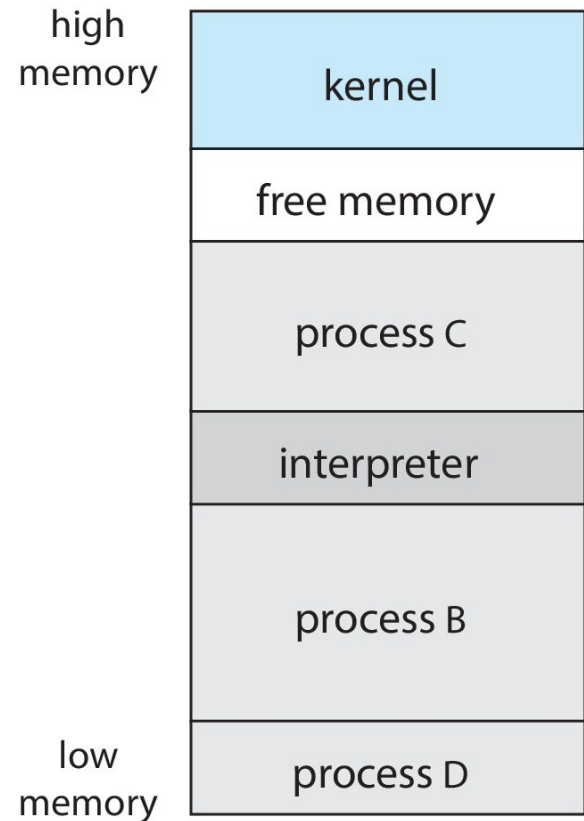 high
memory
kernel
free memory
process C
interpreter
process B
low
memory
process D